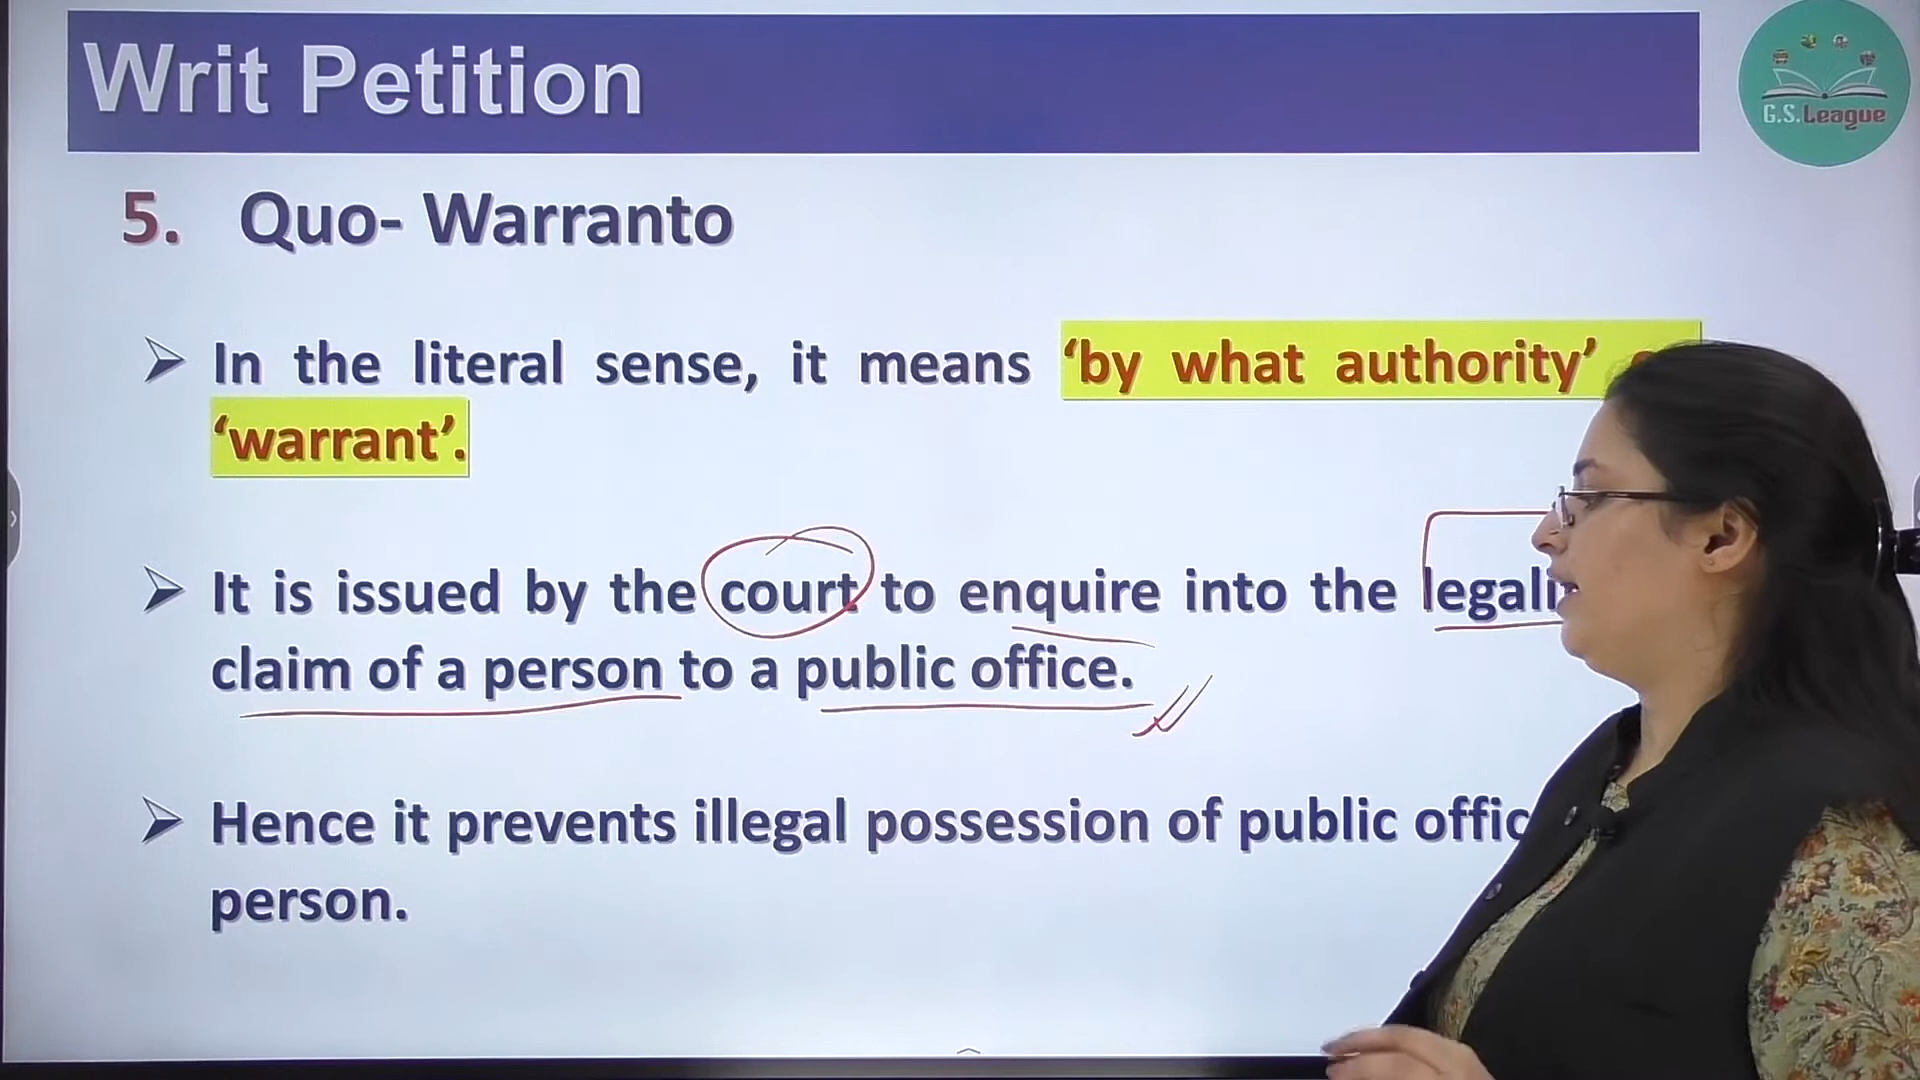 Writ Petition
G.S.League
5. Quo- Warranto
In the literal sense, it means ‘by what authority’
‘warrant’.
It is issued by the court to enquire into the
claim of a person to a public office.
Hence it prevents illegal possession of public
person.